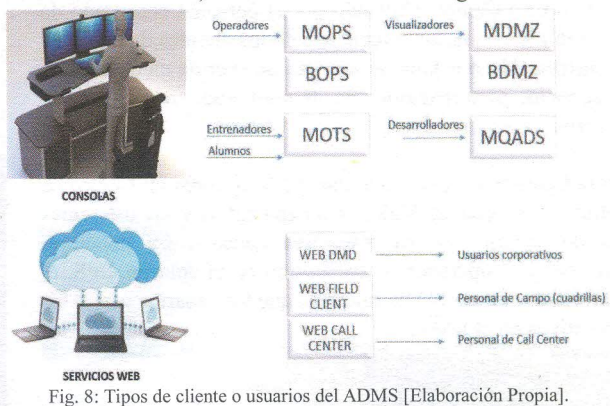 Operadores
MOPS
BOPS
Visualizadores
MDMZ
BDMZ
Entrenadores
Alumnos
MOTS
Desarrolladores
MQADS
CONSOLAS
WEB DMD
Usuarios corporativos
WEB FIELD
CLIENT
Personal de Campo (cuadrillas)
WEB CALL
CENTER
Personal de Call Center
SERVICIOS WEB
Fig. 8: Tipos de cliente o usuarios del ADMS [Elaboración Propia].